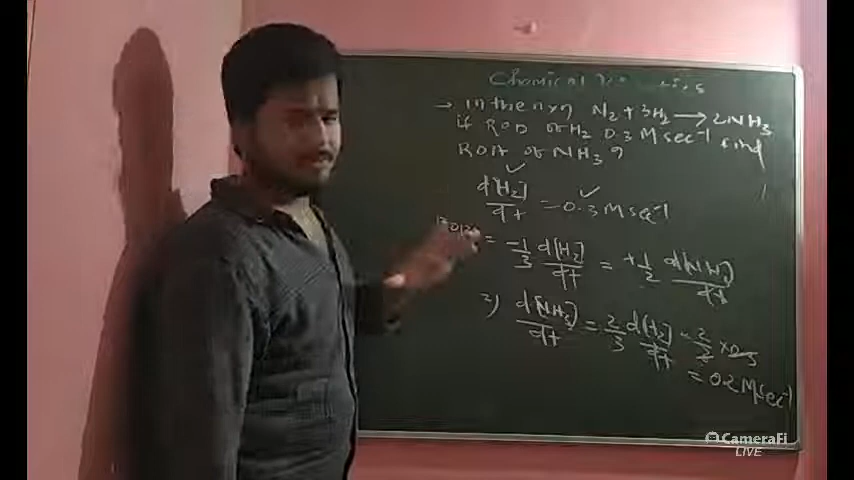 Chemical Kinetics
→ in the rxn N₂ + 3H₂ → 2NH₃
if ROD of H₂ 0.3 M sec⁻¹ find
ROA of NH₃ ?
d[H₂]/dt = 0.3 M sec⁻¹
= -1/3 d[H₂]/dt = +1/2 d[NH₃]/dt
⇒) d[NH₃]/dt = 2/3 d[H₂]/dt = 2/3 × 0.3
= 0.2 M sec⁻¹
CameraFi
LIVE